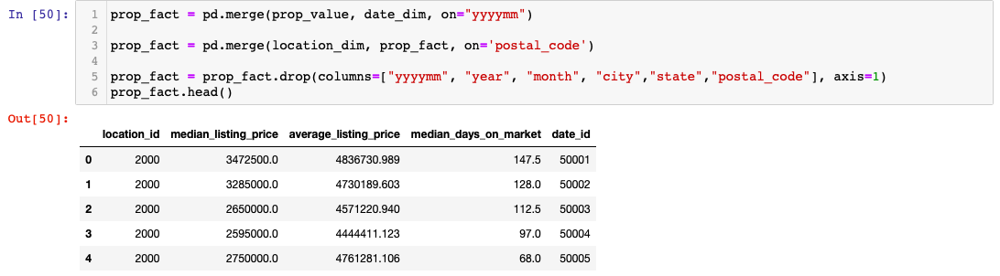 In [50]:
1 prop_fact = pd.merge(prop_value, date_dim, on="yyyymm")
2
3 prop_fact = pd.merge(location_dim, prop_fact, on='postal_code')
4
5 prop_fact = prop_fact.drop(columns=["yyyymm", "year", "month", "city","state","postal_code"], axis=1)
6 prop_fact.head()
Out[50]:
location_id median_listing_price average_listing_price median_days_on_market date_id
0 2000 3472500.0 4836730.989 147.5 50001
1 2000 3285000.0 4730189.603 128.0 50002
2 2000 2650000.0 4571220.940 112.5 50003
3 2000 2595000.0 4444411.123 97.0 50004
4 2000 2750000.0 4761281.106 68.0 50005